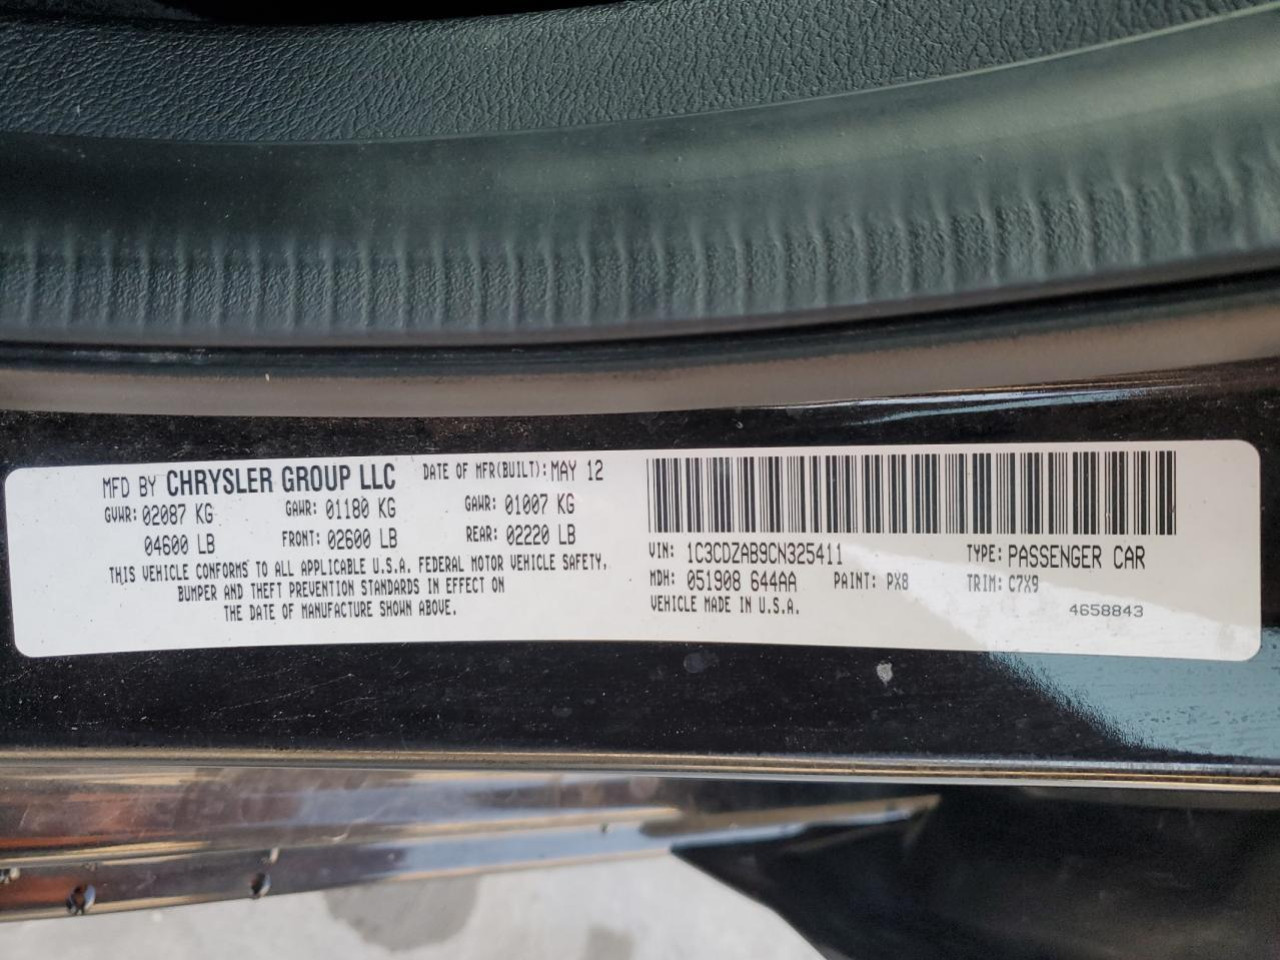 MFD BY CHRYSLER GROUP LLC DATE OF MFR(BUILT): MAY 12
GVWR: 02087 KG GAWR: 01180 KG GAWR: 01007 KG
04600 LB FRONT: 02600 LB REAR: 02220 LB
THIS VEHICLE CONFORMS TO ALL APPLICABLE U.S.A. FEDERAL MOTOR VEHICLE SAFETY,
BUMPER AND THEFT PREVENTION STANDARDS IN EFFECT ON
THE DATE OF MANUFACTURE SHOWN ABOVE.
VIN: 1C3CDZAB9CN325411 TYPE: PASSENGER CAR
MDH: 051908 644AA PAINT: PX8 TRIM: C7X9
VEHICLE MADE IN U.S.A. 4658843